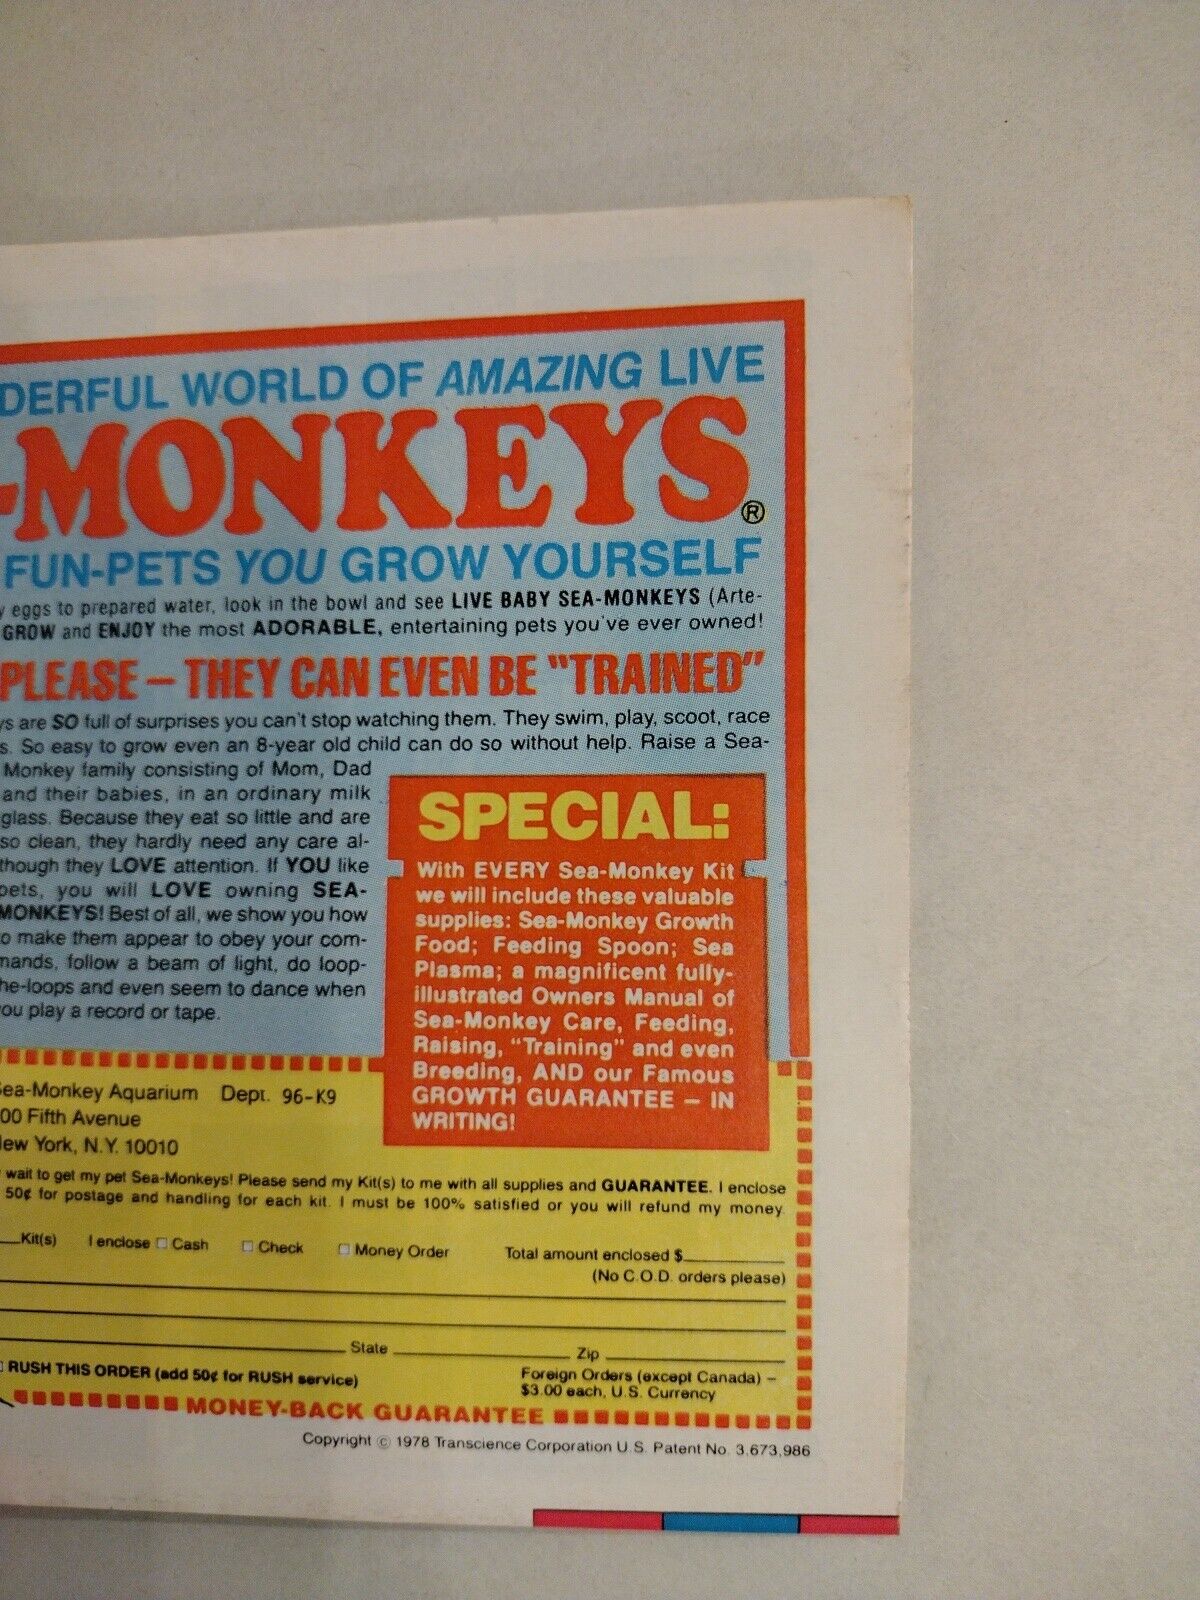 DERFUL WORLD OF AMAZING LIVE
-MONKEYS®
FUN-PETS YOU GROW YOURSELF
eggs to prepared water, look in the bowl and see LIVE BABY SEA-MONKEYS (Arte-
GROW and ENJOY the most ADORABLE, entertaining pets you've ever owned!
PLEASE – THEY CAN EVEN BE "TRAINED"
ys are SO full of surprises you can't stop watching them. They swim, play, scoot, race
s. So easy to grow even an 8-year old child can do so without help. Raise a Sea-
Monkey family consisting of Mom, Dad
and their babies, in an ordinary milk
glass. Because they eat so little and are
so clean, they hardly need any care al-
though they LOVE attention. If YOU like
pets, you will LOVE owning SEA-
MONKEYS! Best of all, we show you how
o make them appear to obey your com-
mands, follow a beam of light, do loop-
he-loops and even seem to dance when
ou play a record or tape.
SPECIAL:
With EVERY Sea-Monkey Kit
we will include these valuable
supplies: Sea-Monkey Growth
Food; Feeding Spoon; Sea
Plasma; a magnificent fully-
illustrated Owners Manual of
Sea-Monkey Care, Feeding,
Raising, "Training" and even
Breeding, AND our Famous
GROWTH GUARANTEE – IN
WRITING!
ea-Monkey Aquarium Dept. 96-K9
00 Fifth Avenue
ew York, N.Y. 10010
wait to get my pet Sea-Monkeys! Please send my Kit(s) to me with all supplies and GUARANTEE. I enclose
50¢ for postage and handling for each kit. I must be 100% satisfied or you will refund my money.
Kit(s) I enclose ☐ Cash ☐ Check ☐ Money Order Total amount enclosed $
(No C.O.D. orders please)
State Zip
RUSH THIS ORDER (add 50¢ for RUSH service) Foreign Orders (except Canada) –
$3.00 each, U.S. Currency
MONEY-BACK GUARANTEE
Copyright © 1978 Transcience Corporation U.S. Patent No. 3,673,986